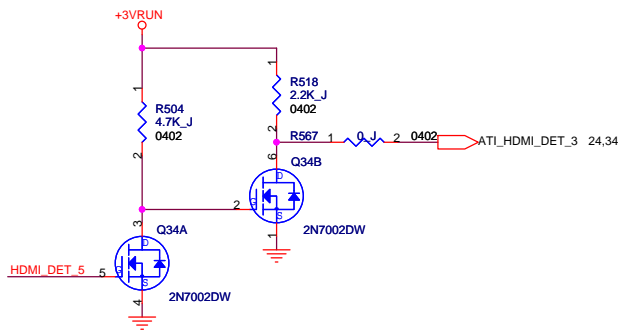 +3VRUN
1
R504
4.7K_J
0402
2
1
R518
2.2K_J
0402
2
R567
1
0_J
2
0402
ATI_HDMI_DET_3 24,34
6
Q34B
D
G
S
2
1
2N7002DW
3
Q34A
D
G
S
HDMI_DET_5
5
4
2N7002DW